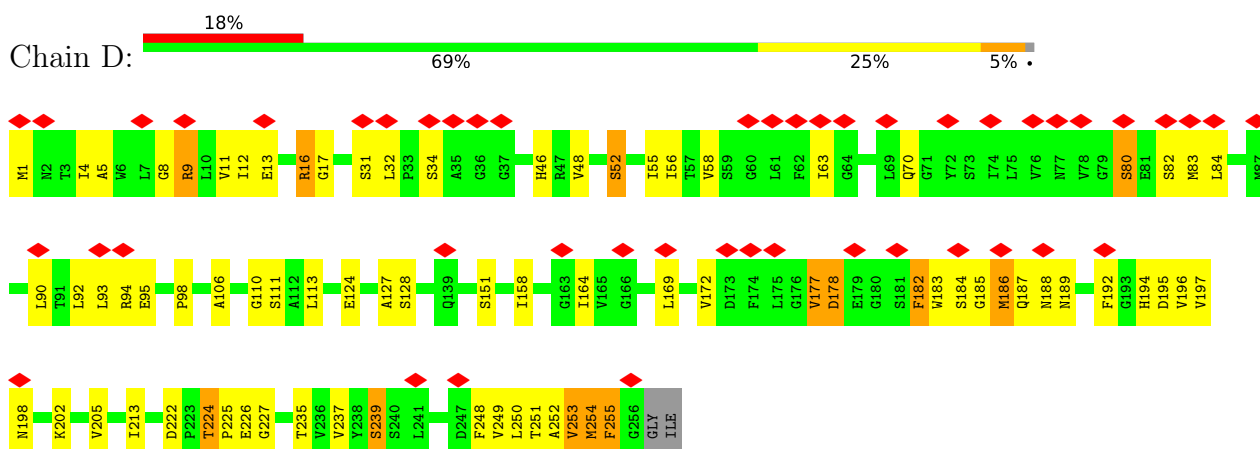 18%
Chain D:
69% 25% 5% •
M1 N2 T3 I4 A5 W6 L7 G8 R9 L10 V11 I12 E13 R16 G17 S31 L32 P33 S34 A35 G36 G37 H46 R47 V48 S52 I55 I56 T57 V58 S59 G60 L61 F62 I63 G64 L69 Q70 G71 Y72 S73 I74 L75 V76 N77 V78 G79 S80 E81 S82 M83 L84
L90 T91 L92 L93 R94 E95 P98 A106 G110 S111 A112 L113 E124 A127 S128 Q139 S151 I158 G163 I164 V165 G166 L169 V172 D173 F174 L175 G176 V177 D178 E179 G180 S181 F182 W183 S184 G185 M186 Q187 N188 N189 F192 G193 H194 D195 V196 V197
N198 K202 V205 I213 D222 P223 T224 P225 E226 G227 T235 V236 V237 Y238 S239 S240 L241 D247 F248 V249 L250 T251 A252 V253 M254 F255 G256 GLY ILE